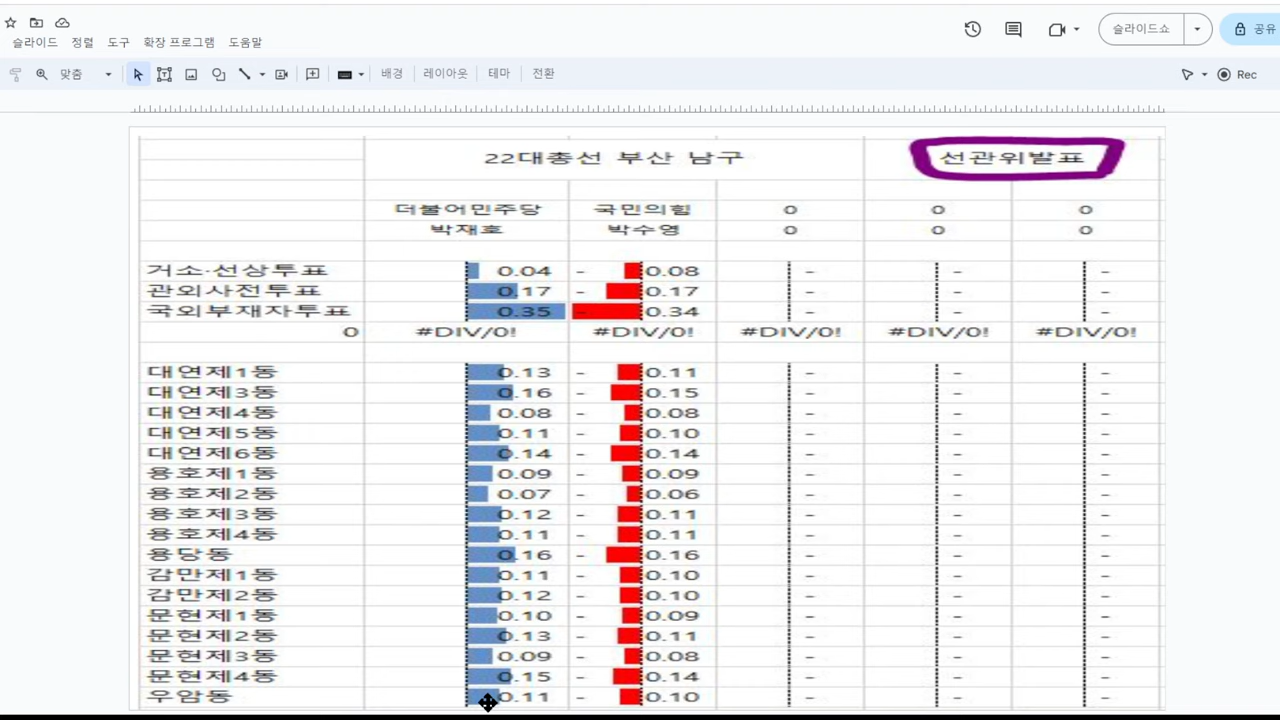 슬라이드 정렬 도구 확장 프로그램 도움말
슬라이드쇼
공유
맞춤
배경 레이아웃 테마 전환
Rec
22대총선 부산 남구 선관위발표
더불어민주당 국민의힘 0 0 0
박재호 박수영 0 0 0
거소·선상투표 0.04 - 0.08 - - -
관외사전투표 0.17 - 0.17 - - -
국외부재자투표 0.35 - 0.34 - - -
0 #DIV/0! #DIV/0! #DIV/0! #DIV/0! #DIV/0!
대연제1동 0.13 - 0.11 - - -
대연제3동 0.16 - 0.15 - - -
대연제4동 0.08 - 0.08 - - -
대연제5동 0.11 - 0.10 - - -
대연제6동 0.14 - 0.14 - - -
용호제1동 0.09 - 0.09 - - -
용호제2동 0.07 - 0.06 - - -
용호제3동 0.12 - 0.11 - - -
용호제4동 0.11 - 0.11 - - -
용당동 0.16 - 0.16 - - -
감만제1동 0.11 - 0.10 - - -
감만제2동 0.12 - 0.10 - - -
문현제1동 0.10 - 0.09 - - -
문현제2동 0.13 - 0.11 - - -
문현제3동 0.09 - 0.08 - - -
문현제4동 0.15 - 0.14 - - -
우암동 0.11 - 0.10 - - -